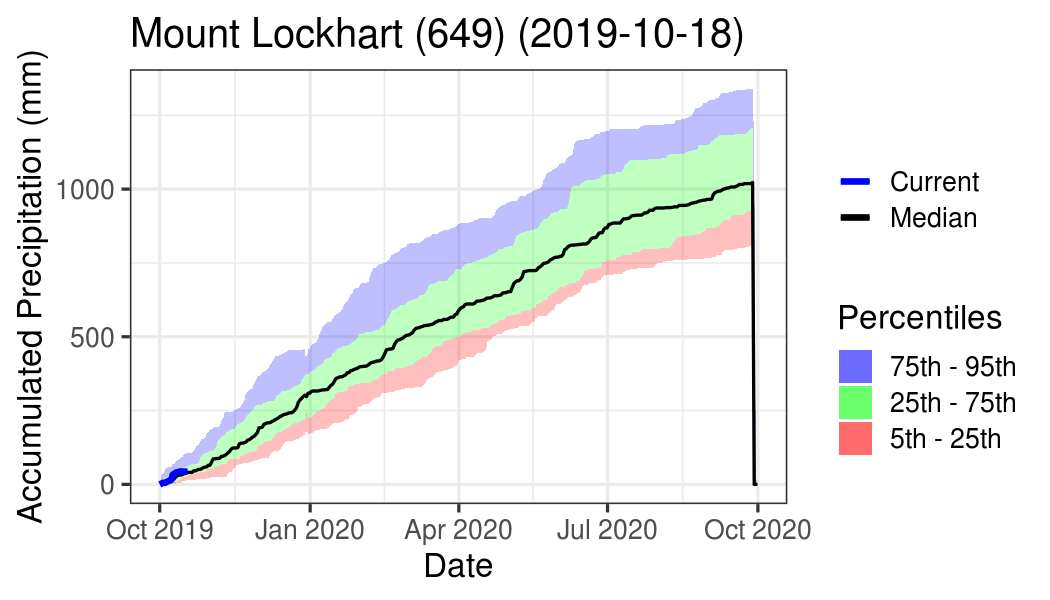 Mount Lockhart (649) (2019-10-18)
Accumulated Precipitation (mm)
1000
500
0
Oct 2019
Jan 2020
Apr 2020
Jul 2020
Oct 2020
Date
Current
Median
Percentiles
75th - 95th
25th - 75th
5th - 25th